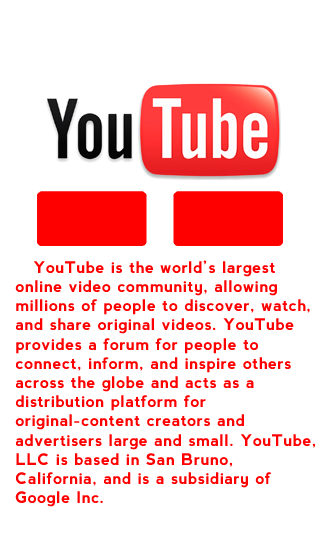 YouTube
YouTube is the world's largest
online video community, allowing
millions of people to discover, watch,
and share original videos. YouTube
provides a forum for people to
connect, inform, and inspire others
across the globe and acts as a
distribution platform for
original-content creators and
advertisers large and small. YouTube,
LLC is based in San Bruno,
California, and is a subsidiary of
Google Inc.